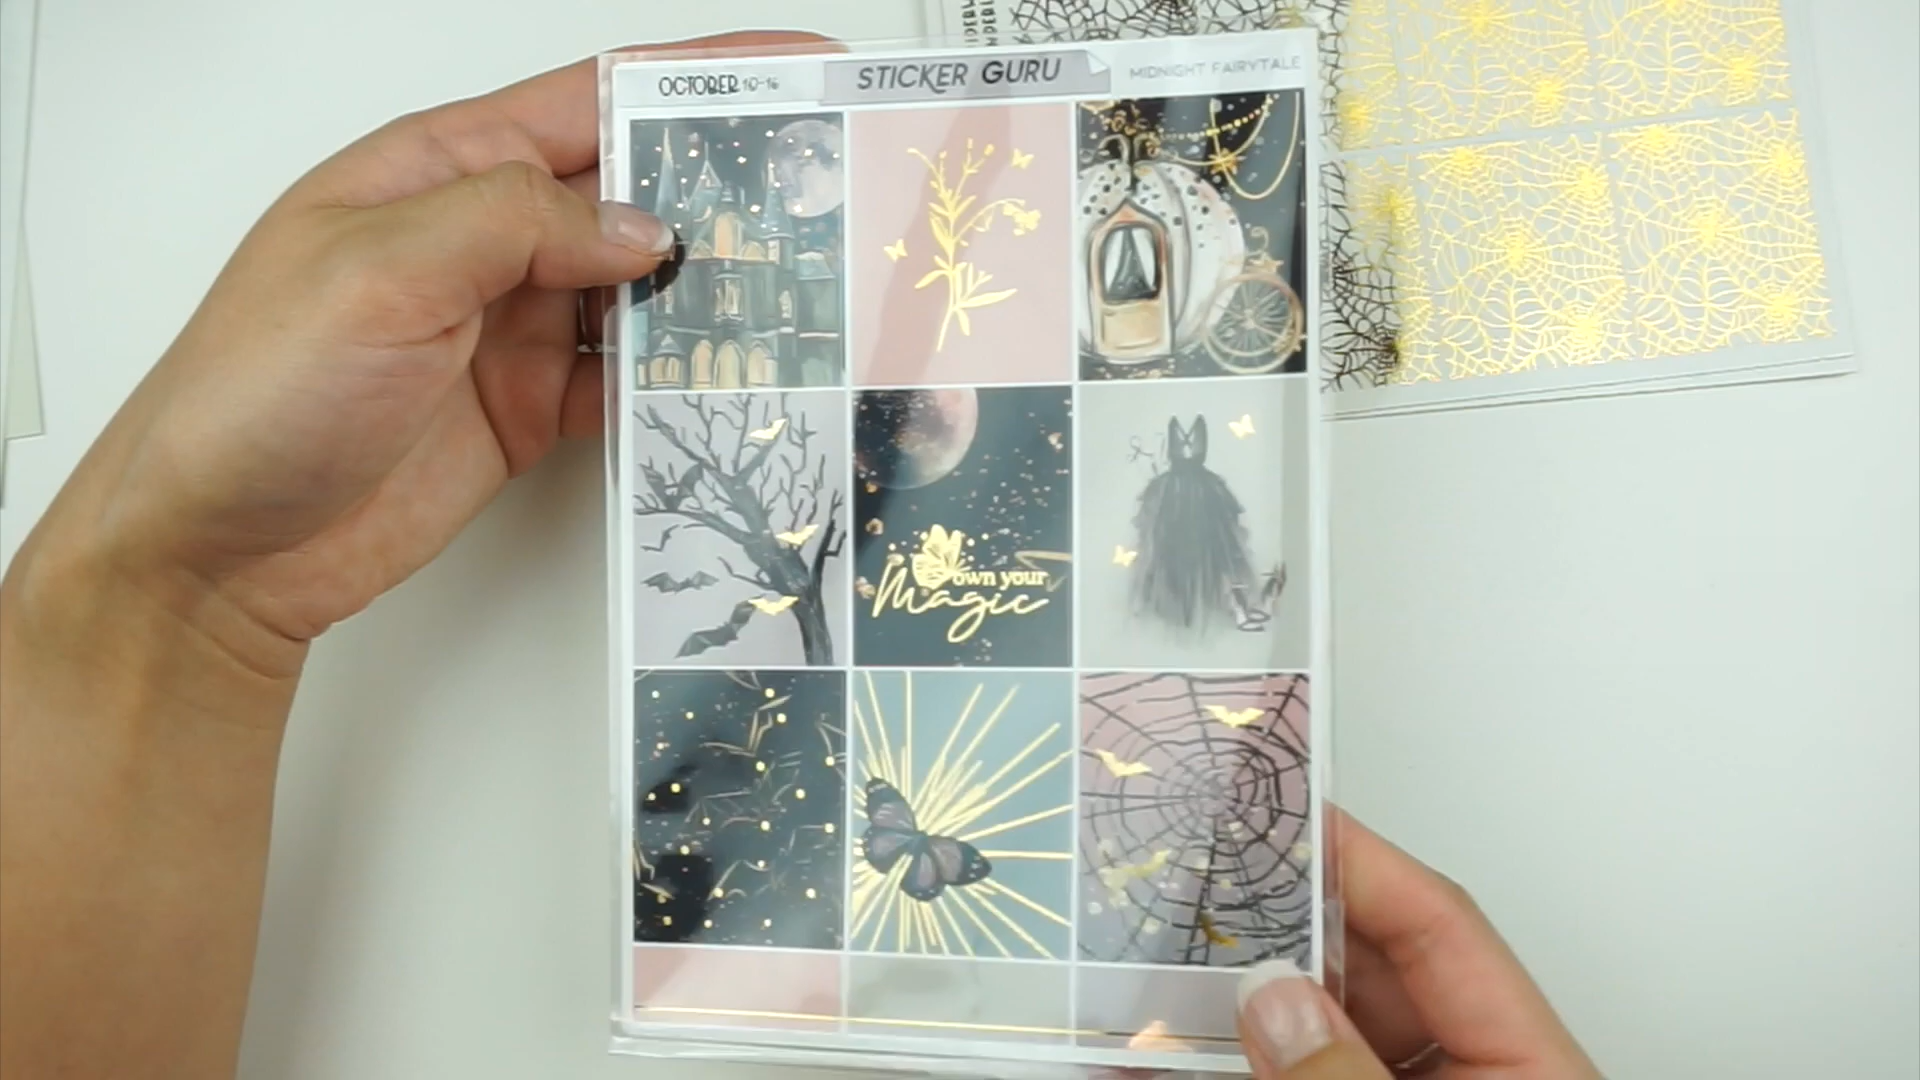 OCTOBER 10-16
STICKER GURU
MIDNIGHT FAIRYTALE
own your
Magic